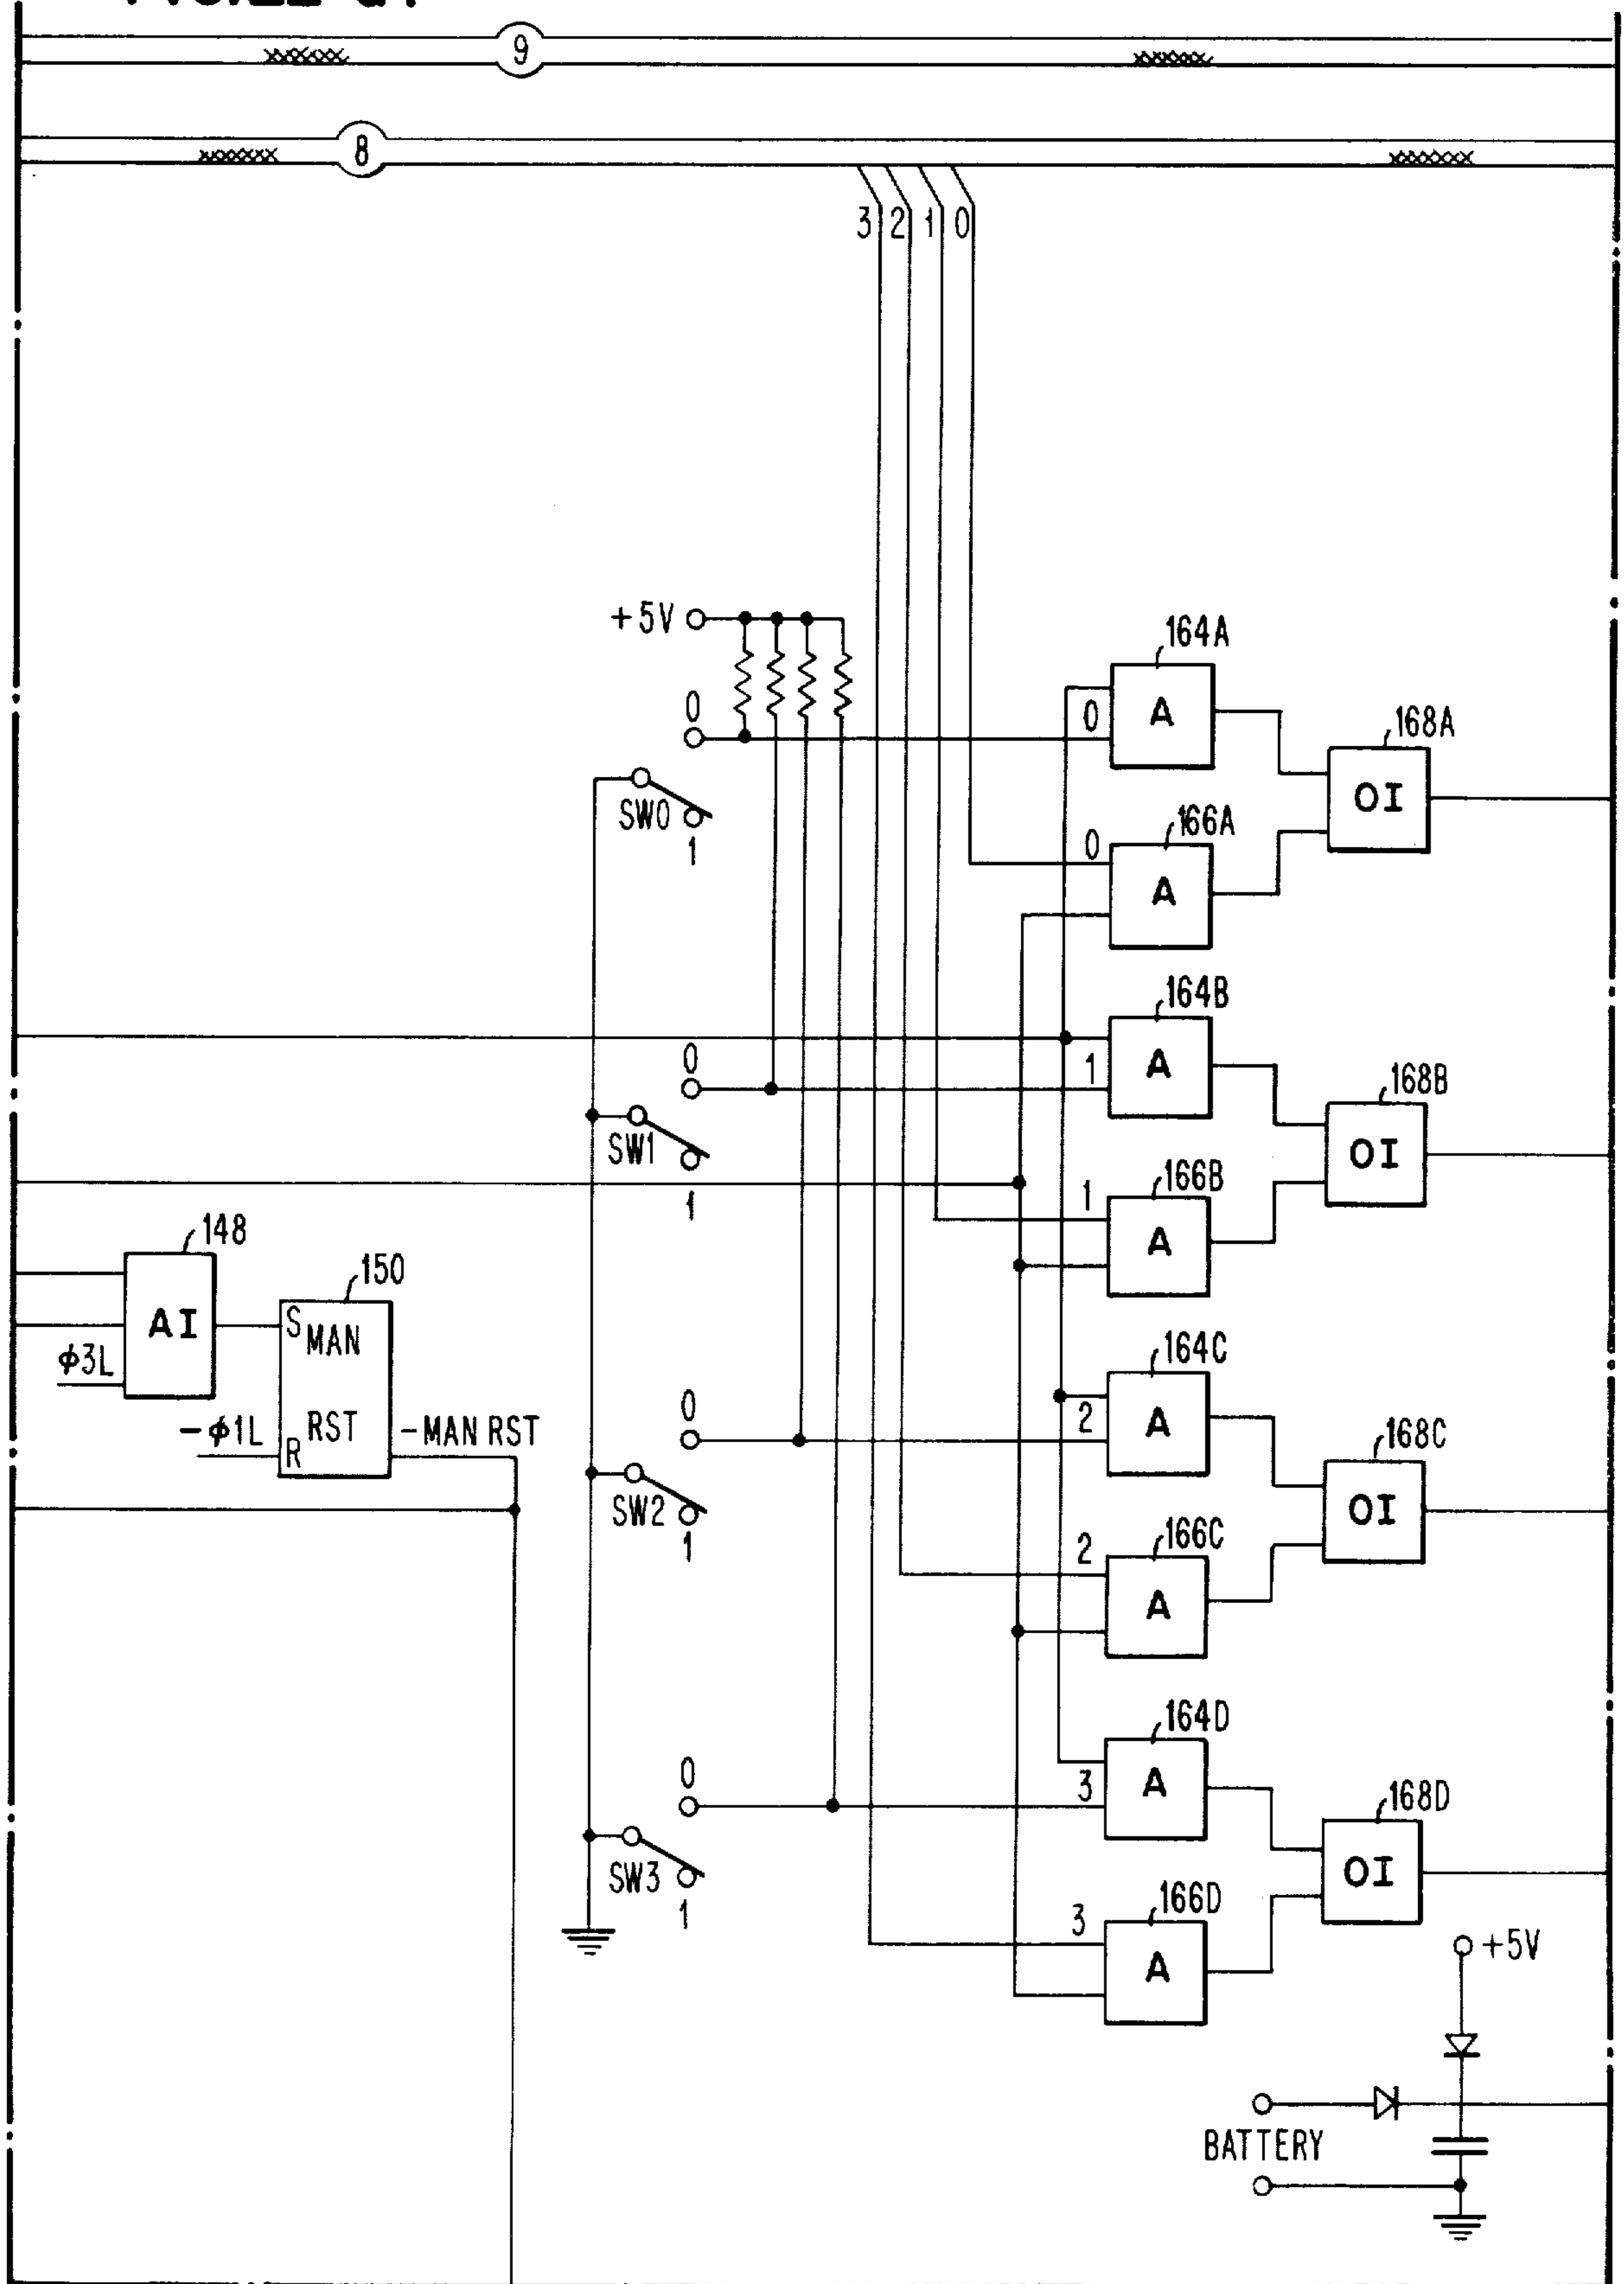 9
8
3 2 1 0
+5V
164A
0
0
A
168A
OI
SW0
1
166A
0
A
164B
0
1
A
168B
OI
SW1
1
166B
1
A
148
AI
150
φ3L
S MAN
RST
-φ1L
R
-MAN RST
164C
0
2
A
168C
OI
SW2
1
166C
2
A
164D
0
3
A
168D
OI
SW3
1
166D
3
A
+5V
BATTERY